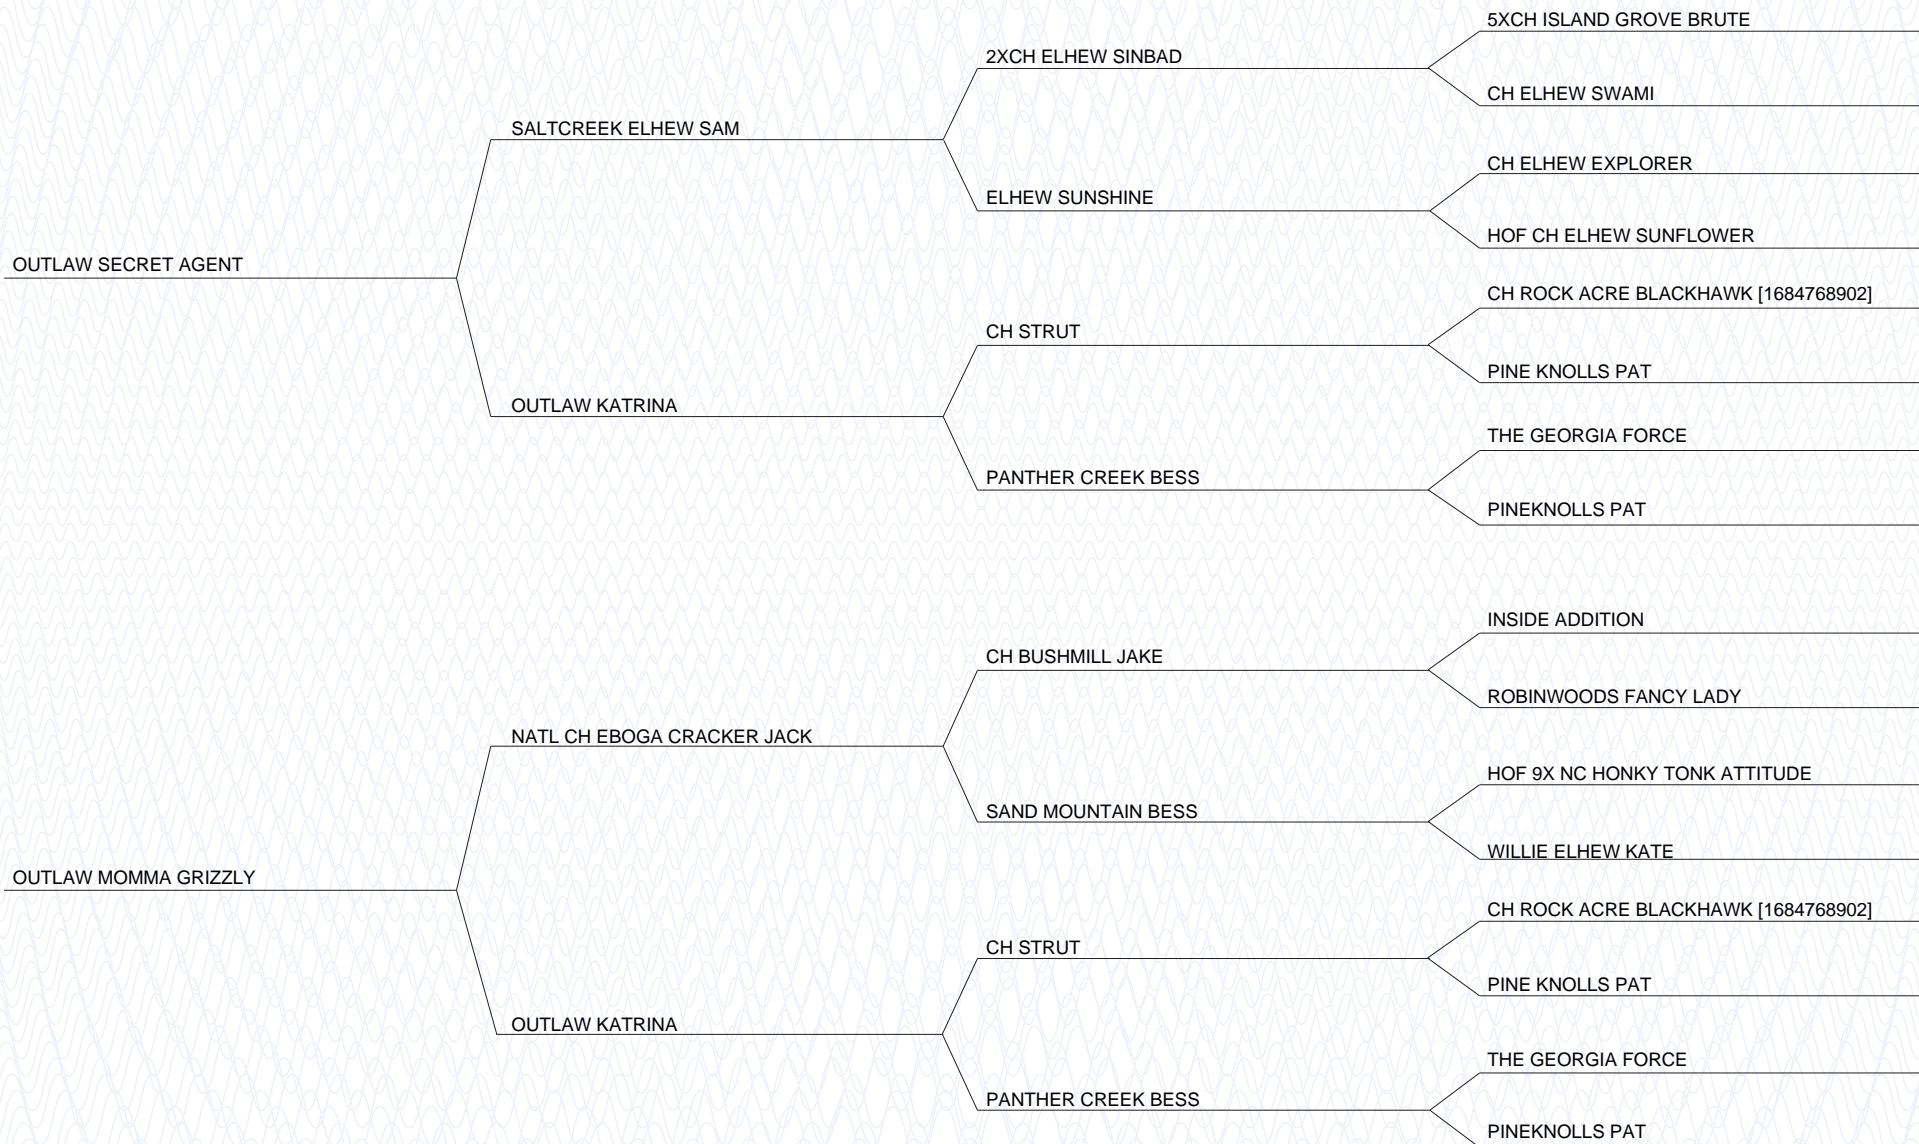 5XCH ISLAND GROVE BRUTE
2XCH ELHEW SINBAD
CH ELHEW SWAMI
SALTCREEK ELHEW SAM
CH ELHEW EXPLORER
ELHEW SUNSHINE
HOF CH ELHEW SUNFLOWER
OUTLAW SECRET AGENT
CH ROCK ACRE BLACKHAWK [1684768902]
CH STRUT
PINE KNOLLS PAT
OUTLAW KATRINA
THE GEORGIA FORCE
PANTHER CREEK BESS
PINEKNOLLS PAT
INSIDE ADDITION
CH BUSHMILL JAKE
ROBINWOODS FANCY LADY
NATL CH EBOGA CRACKER JACK
HOF 9X NC HONKY TONK ATTITUDE
SAND MOUNTAIN BESS
WILLIE ELHEW KATE
OUTLAW MOMMA GRIZZLY
CH ROCK ACRE BLACKHAWK [1684768902]
CH STRUT
PINE KNOLLS PAT
OUTLAW KATRINA
THE GEORGIA FORCE
PANTHER CREEK BESS
PINEKNOLLS PAT